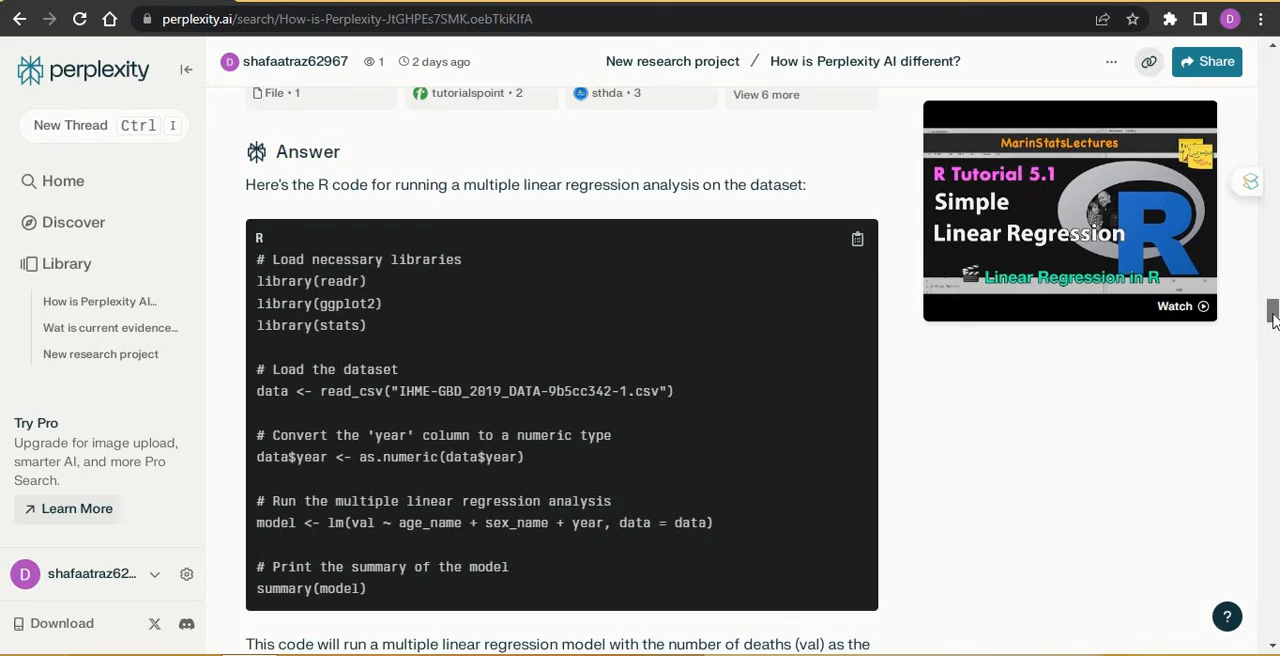 perplexity.ai/search/How-is-Perplexity-JtGHPEs7SMK.oebTkiKIfA
D
perplexity
D shafaatraz62967 1 2 days ago New research project / How is Perplexity AI different? Share
New Thread Ctrl I
Home
Discover
Library
How is Perplexity AI...
Wat is current evidence...
New research project
Try Pro
Upgrade for image upload,
smarter AI, and more Pro
Search.
Learn More
D shafaatraz62...
Download
File • 1 tutorialspoint • 2 sthda • 3 View 6 more
Answer
Here's the R code for running a multiple linear regression analysis on the dataset:
R
# Load necessary libraries
library(readr)
library(ggplot2)
library(stats)
# Load the dataset
data <- read_csv("IHME-GBD_2019_DATA-9b5cc342-1.csv")
# Convert the 'year' column to a numeric type
data$year <- as.numeric(data$year)
# Run the multiple linear regression analysis
model <- lm(val ~ age_name + sex_name + year, data = data)
# Print the summary of the model
summary(model)
This code will run a multiple linear regression model with the number of deaths (val) as the
MarinStatsLectures
R Tutorial 5.1
Simple
Linear Regression
R
Linear Regression in R
Watch
?